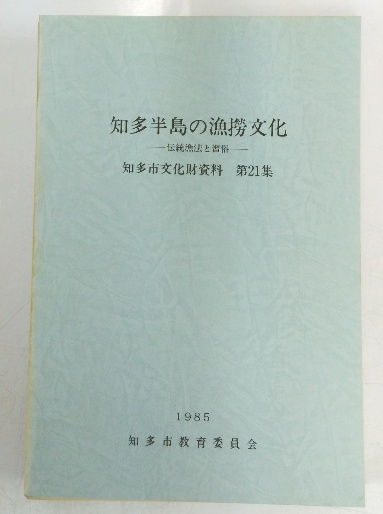 知多半島の漁撈文化
―伝統漁法と習俗―
知多市文化財資料　第21集
1985
知多市教育委員会